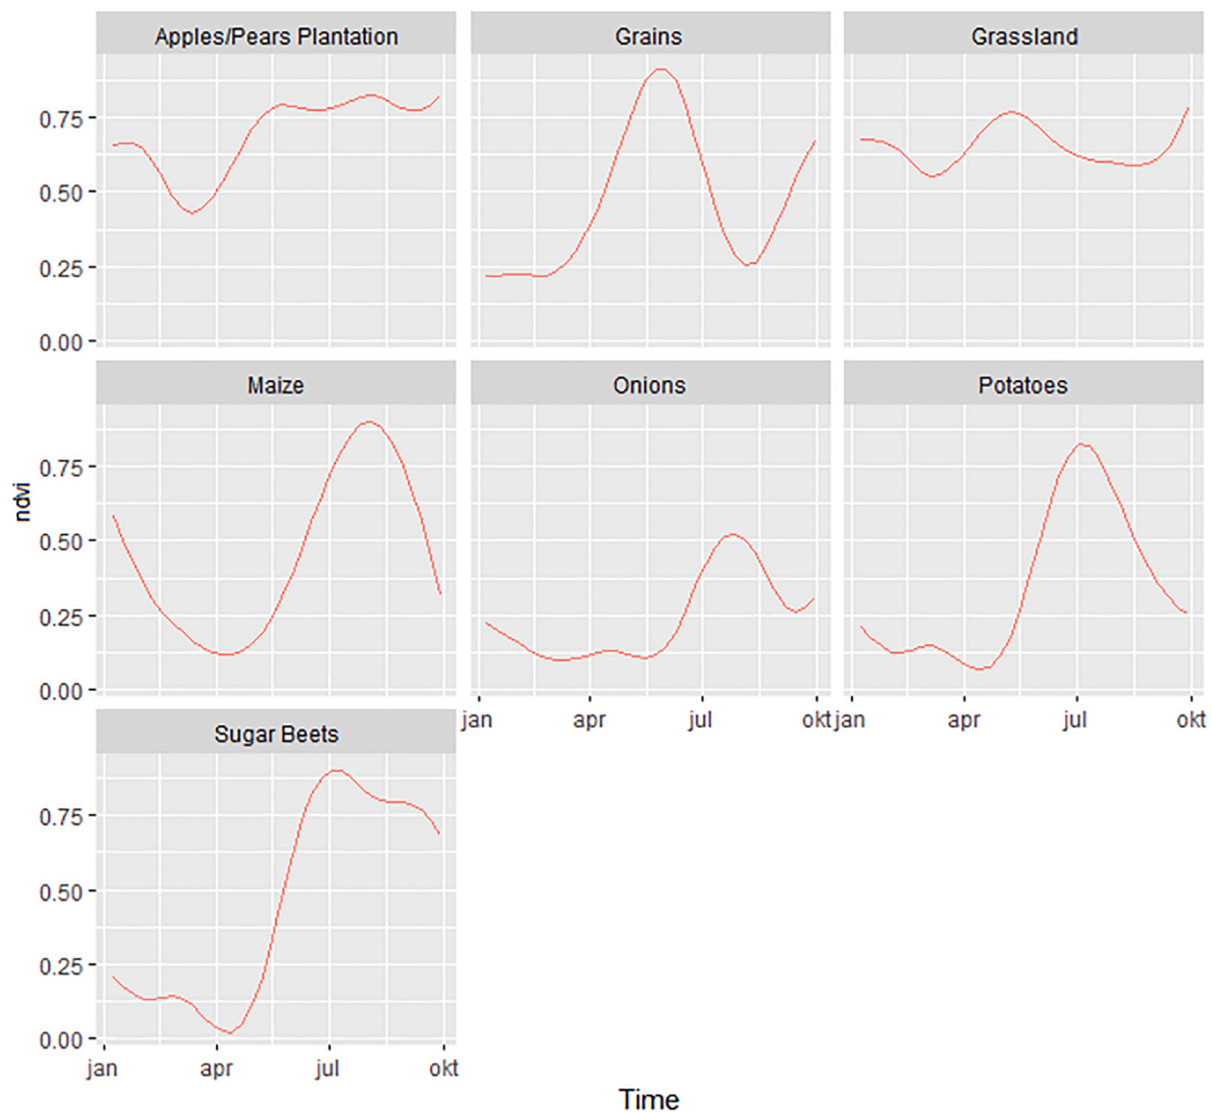 Apples/Pears Plantation Grains Grassland
0.75
0.50
0.25
0.00
Maize Onions Potatoes
ndvi
0.75
0.50
0.25
0.00
jan apr jul okt jan apr jul okt
Sugar Beets
0.75
0.50
0.25
0.00
jan apr jul okt
Time